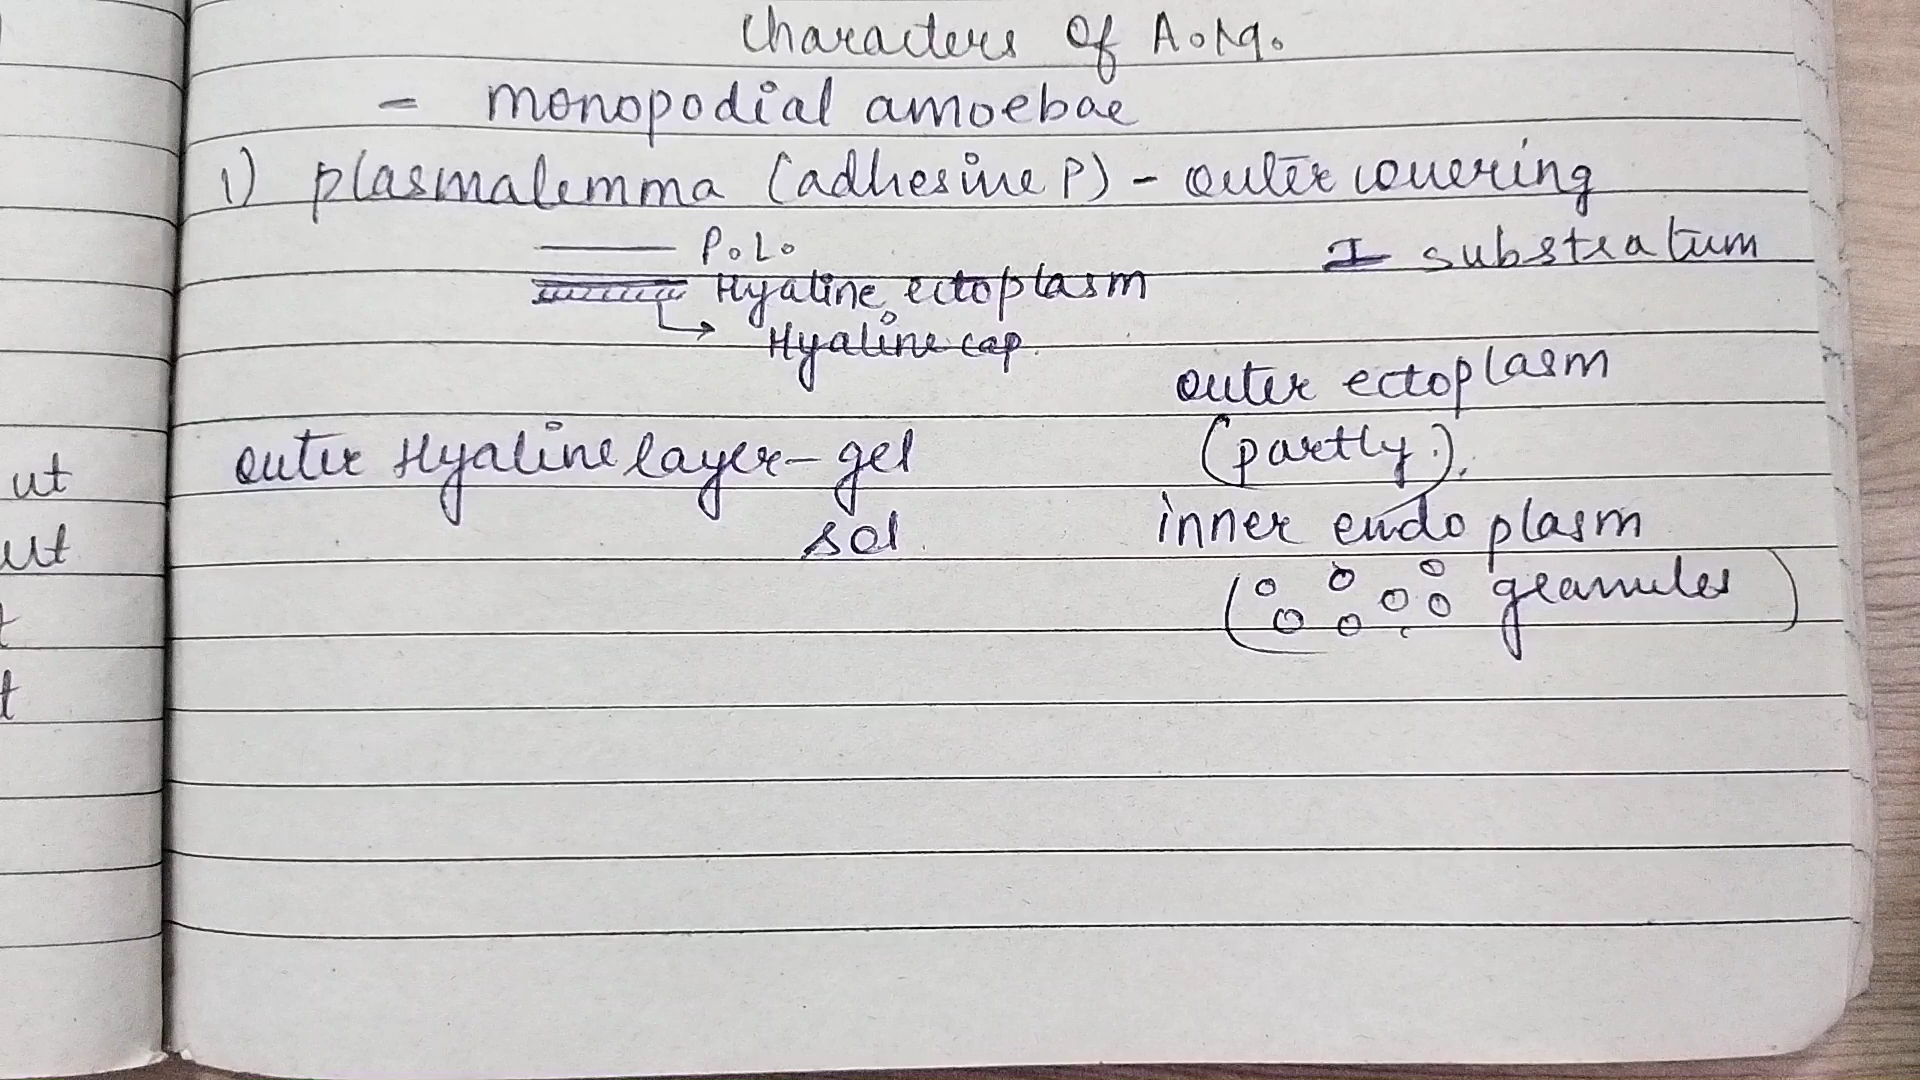 Characters of A.M.
- monopodial amoebae
1) plasmalemma (adhesive P) - outer covering
P.L.
I substratum
Hyaline ectoplasm
Hyaline cap.
outer ectoplasm
outer Hyaline layer - gel
(partly).
sol
inner endoplasm
(granules)
ut
ut
t
t